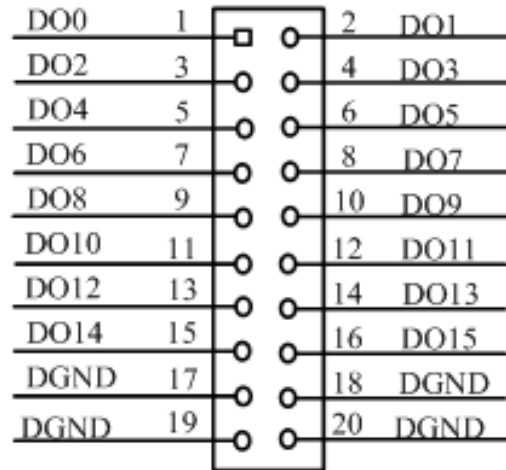 DO0 1 2 DO1
DO2 3 4 DO3
DO4 5 6 DO5
DO6 7 8 DO7
DO8 9 10 DO9
DO10 11 12 DO11
DO12 13 14 DO13
DO14 15 16 DO15
DGND 17 18 DGND
DGND 19 20 DGND